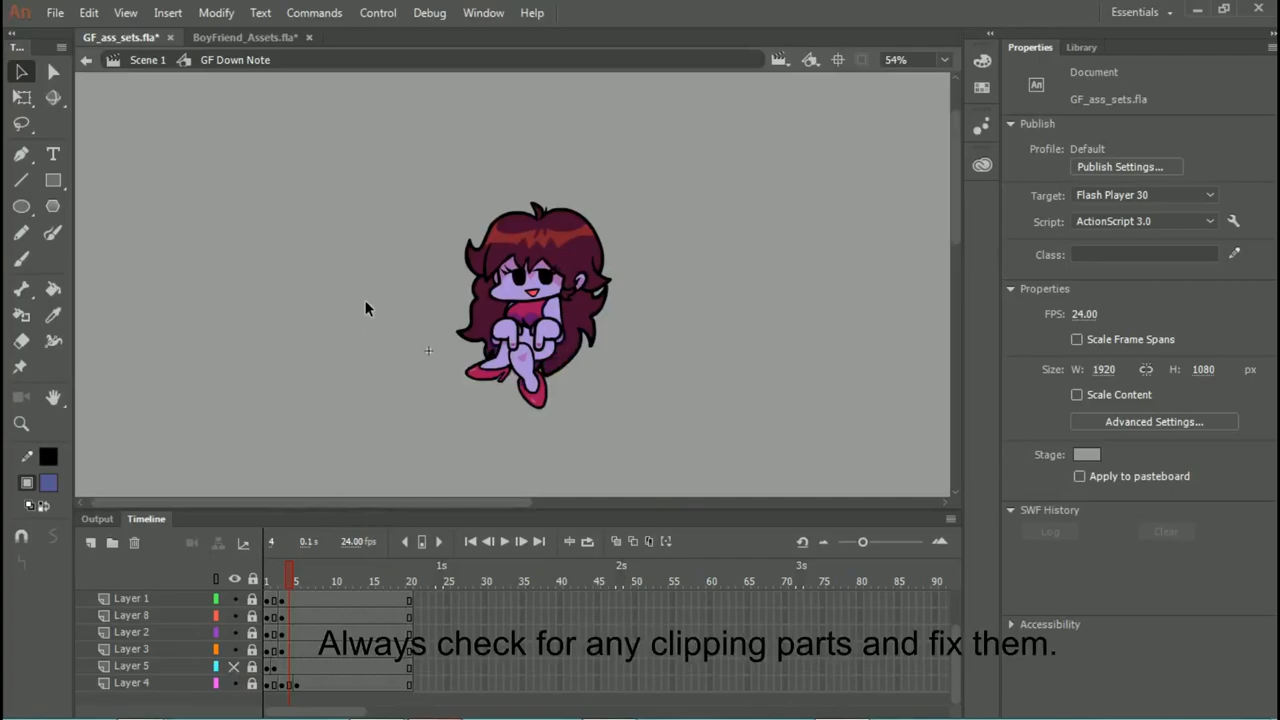 An File Edit View Insert Modify Text Commands Control Debug Window Help Essentials
GF_ass_sets.fla* × BoyFriend_Assets.fla* ×
T... Properties Library
Scene 1 GF Down Note 54%
Document
An GF_ass_sets.fla
Publish
Profile: Default
Publish Settings...
Target: Flash Player 30
Script: ActionScript 3.0
Class:
Properties
FPS: 24.00
Scale Frame Spans
Size: W: 1920 H: 1080 px
Scale Content
Advanced Settings...
Stage:
Apply to pasteboard
SWF History
Log Clear
Accessibility
Output Timeline
4 0.1 s 24.00 fps
1s 2s 3s
1 5 10 15 20 25 30 35 40 45 50 55 60 65 70 75 80 85 90
Layer 1
Layer 8
Layer 2
Layer 3
Layer 5
Layer 4
Always check for any clipping parts and fix them.